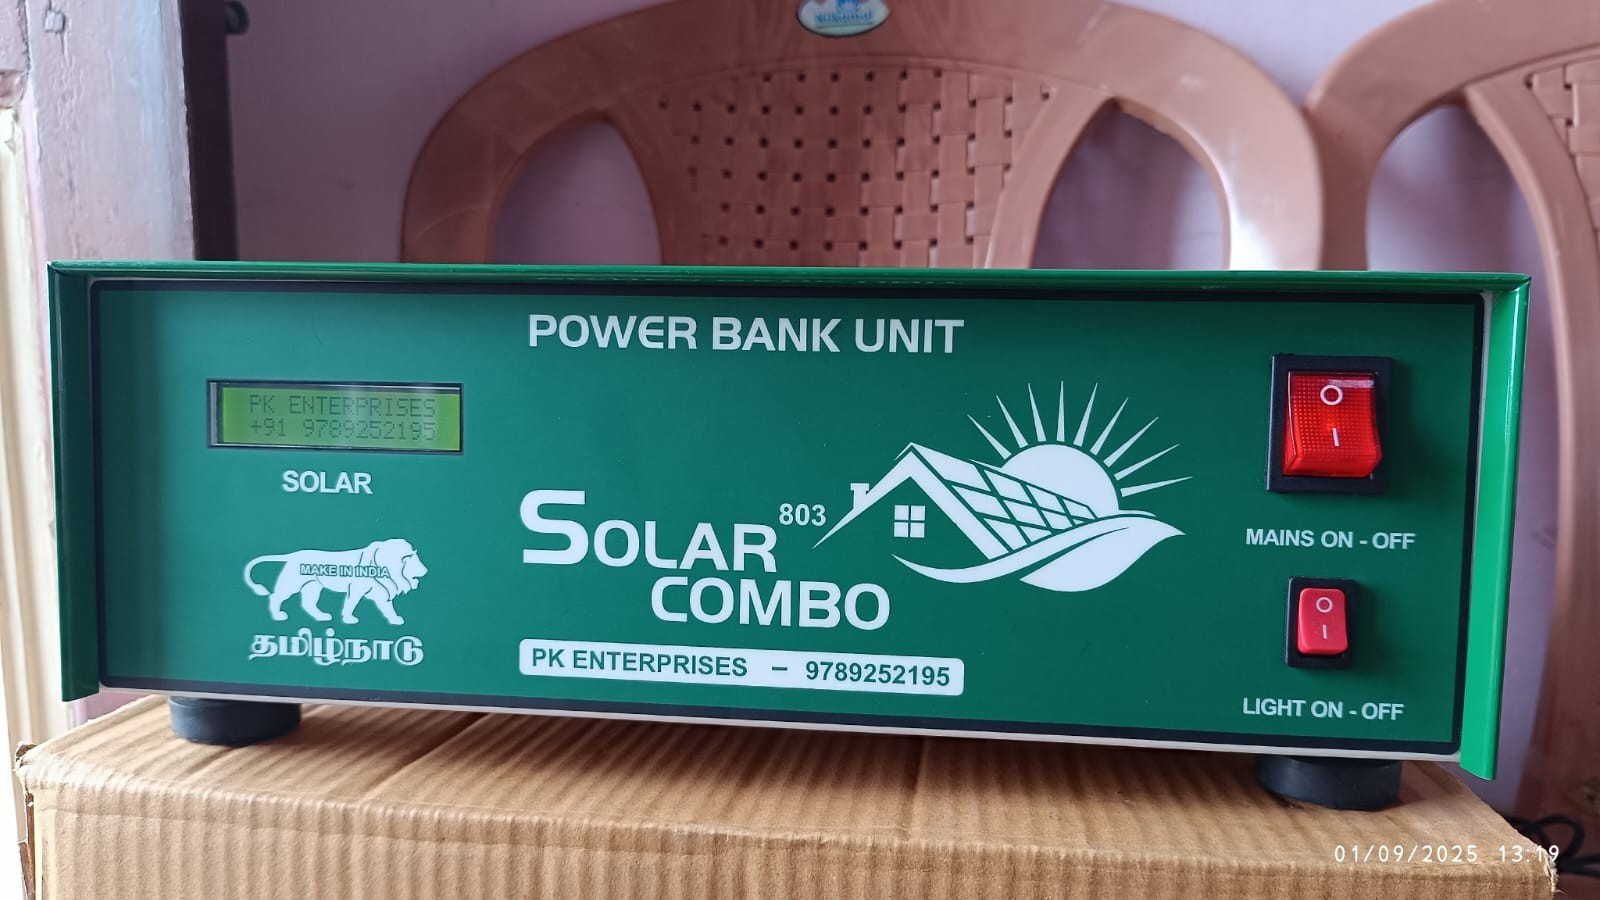 POWER BANK UNIT
PK ENTERPRISES
+91 9789252195
SOLAR
MAKE IN INDIA
தமிழ்நாடு
SOLAR 803
COMBO
PK ENTERPRISES – 9789252195
O
I
MAINS ON - OFF
O
I
LIGHT ON - OFF
01/09/2025 13:19